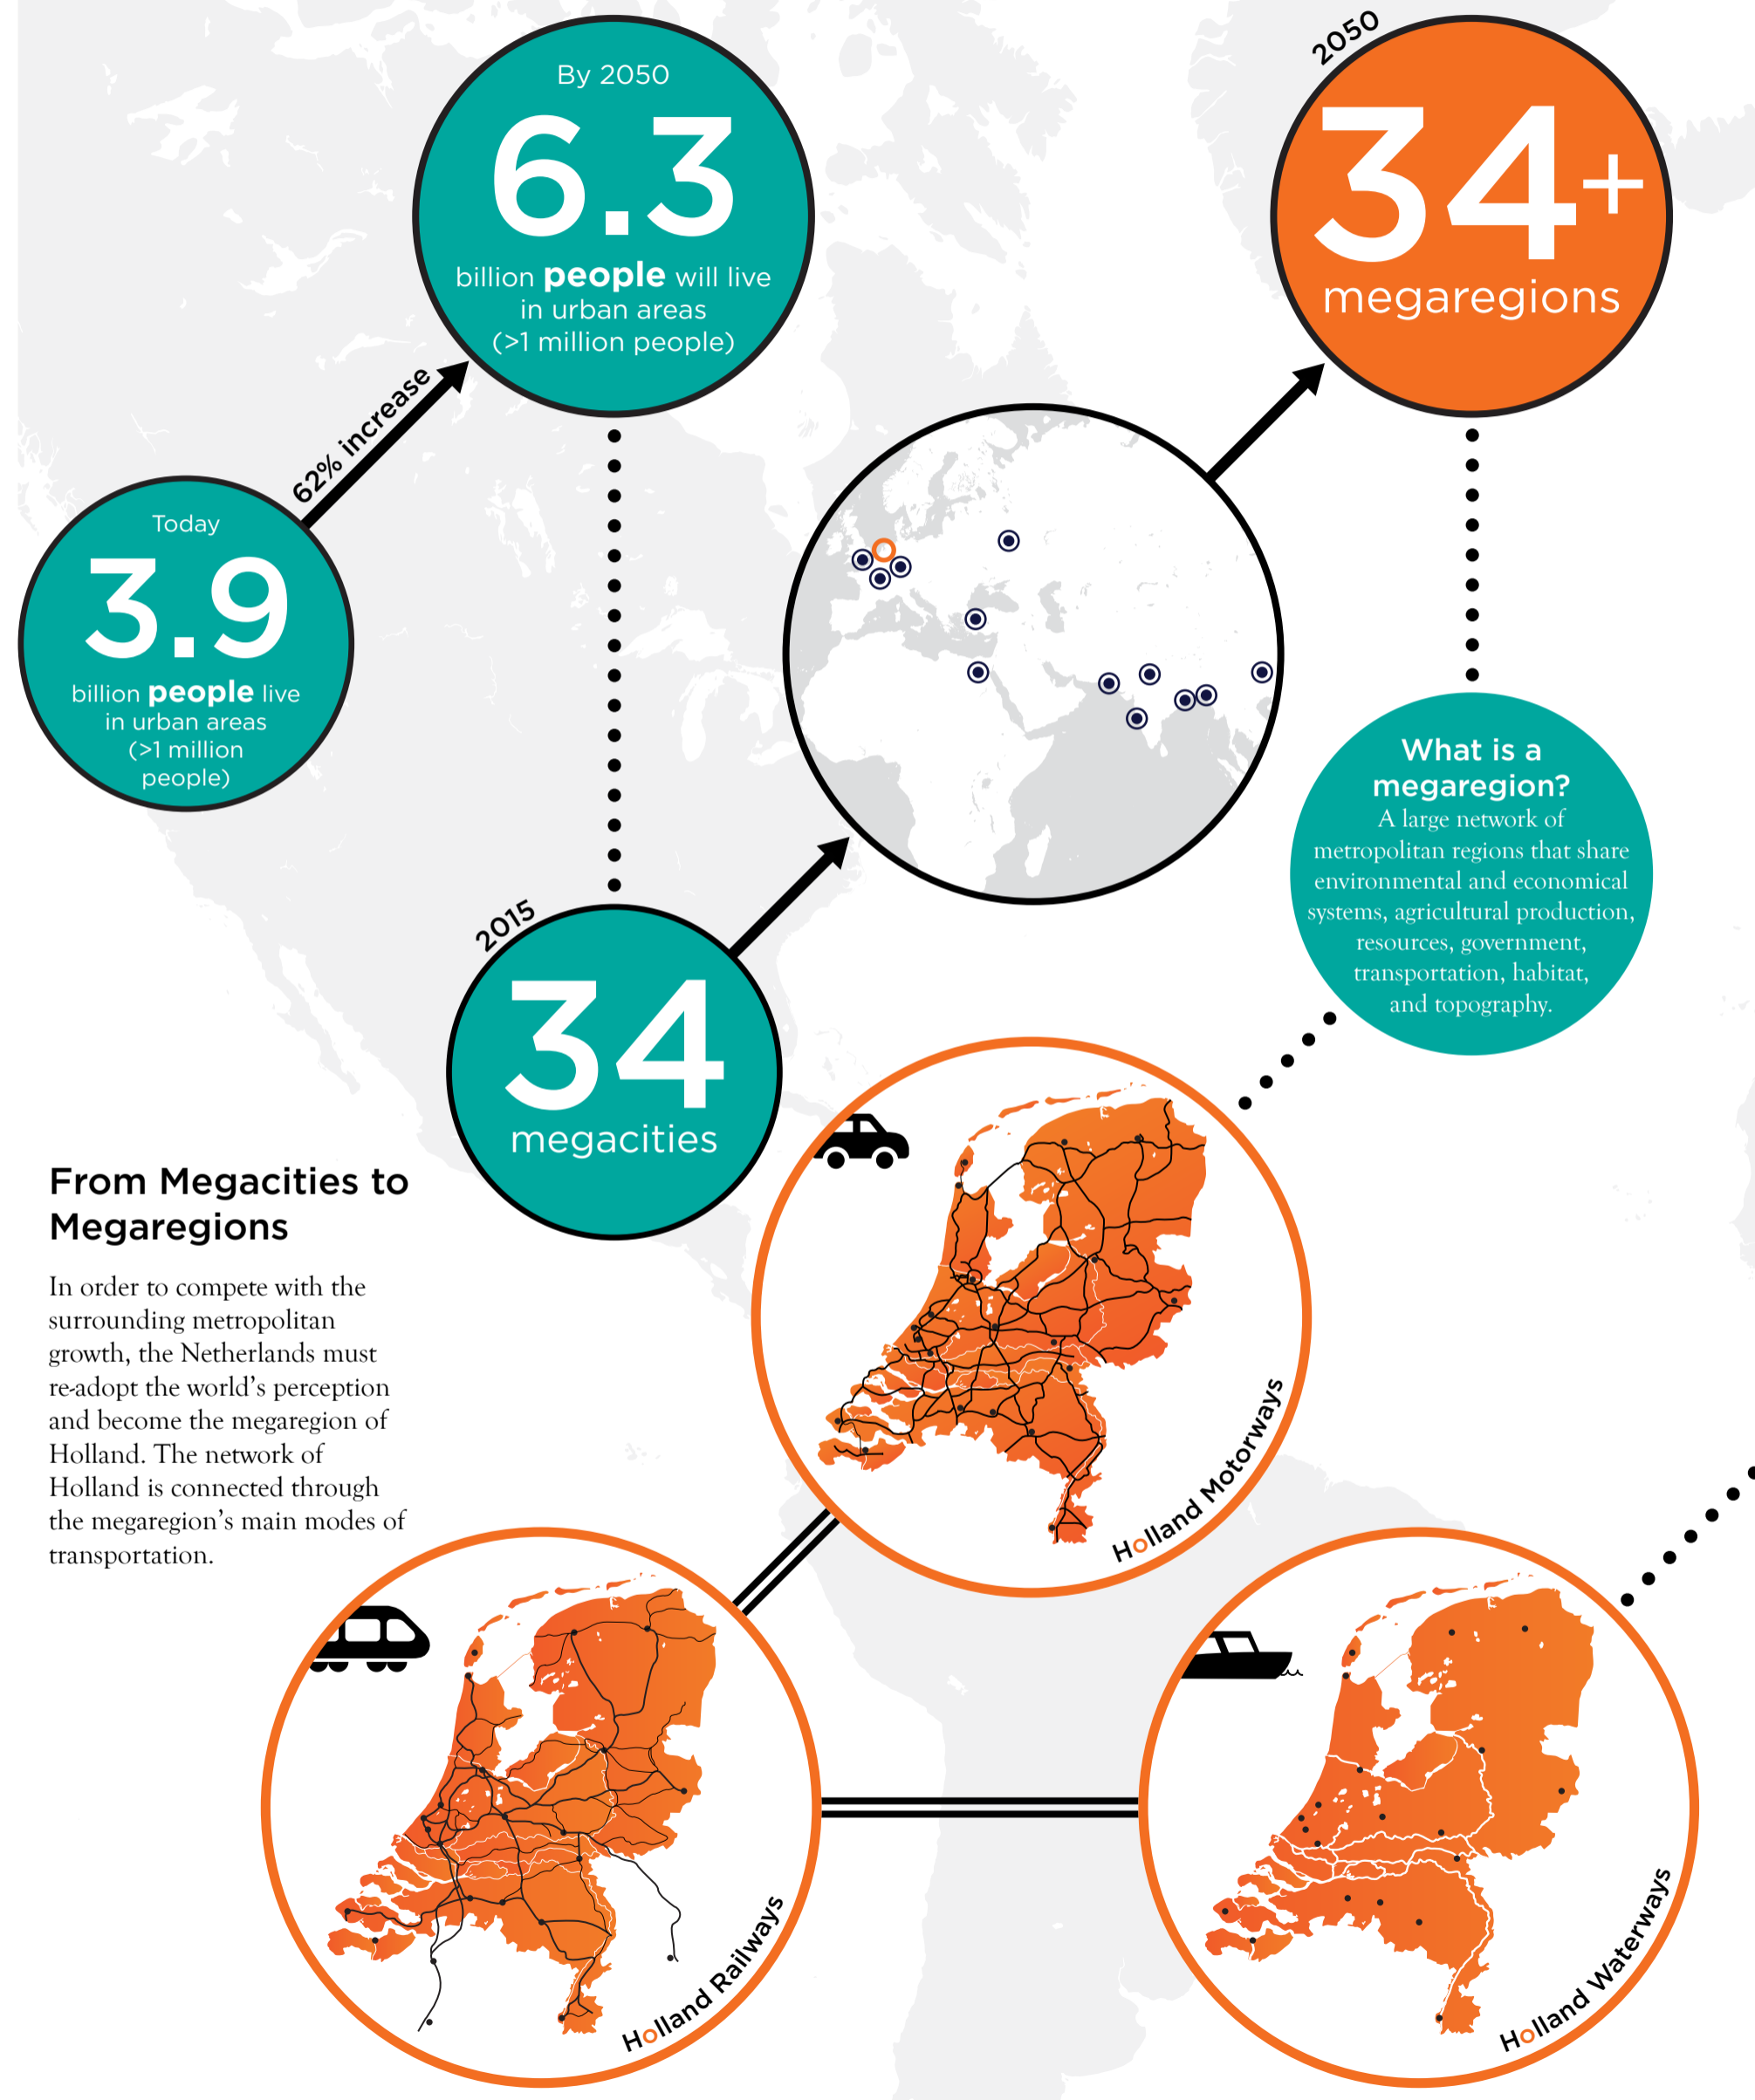 By 2050
6.3
billion people will live
in urban areas
(>1 million people)
2050
34+
megaregions
62% increase
Today
3.9
billion people live
in urban areas
(>1 million
people)
What is a
megaregion?
A large network of
metropolitan regions that share
environmental and economical
systems, agricultural production,
resources, government,
transportation, habitat,
and topography.
2015
34
megacities
From Megacities to
Megaregions
In order to compete with the
surrounding metropolitan
growth, the Netherlands must
re-adopt the world’s perception
and become the megaregion of
Holland. The network of
Holland is connected through
the megaregion’s main modes of
transportation.
Holland Motorways
Holland Railways
Holland Waterways